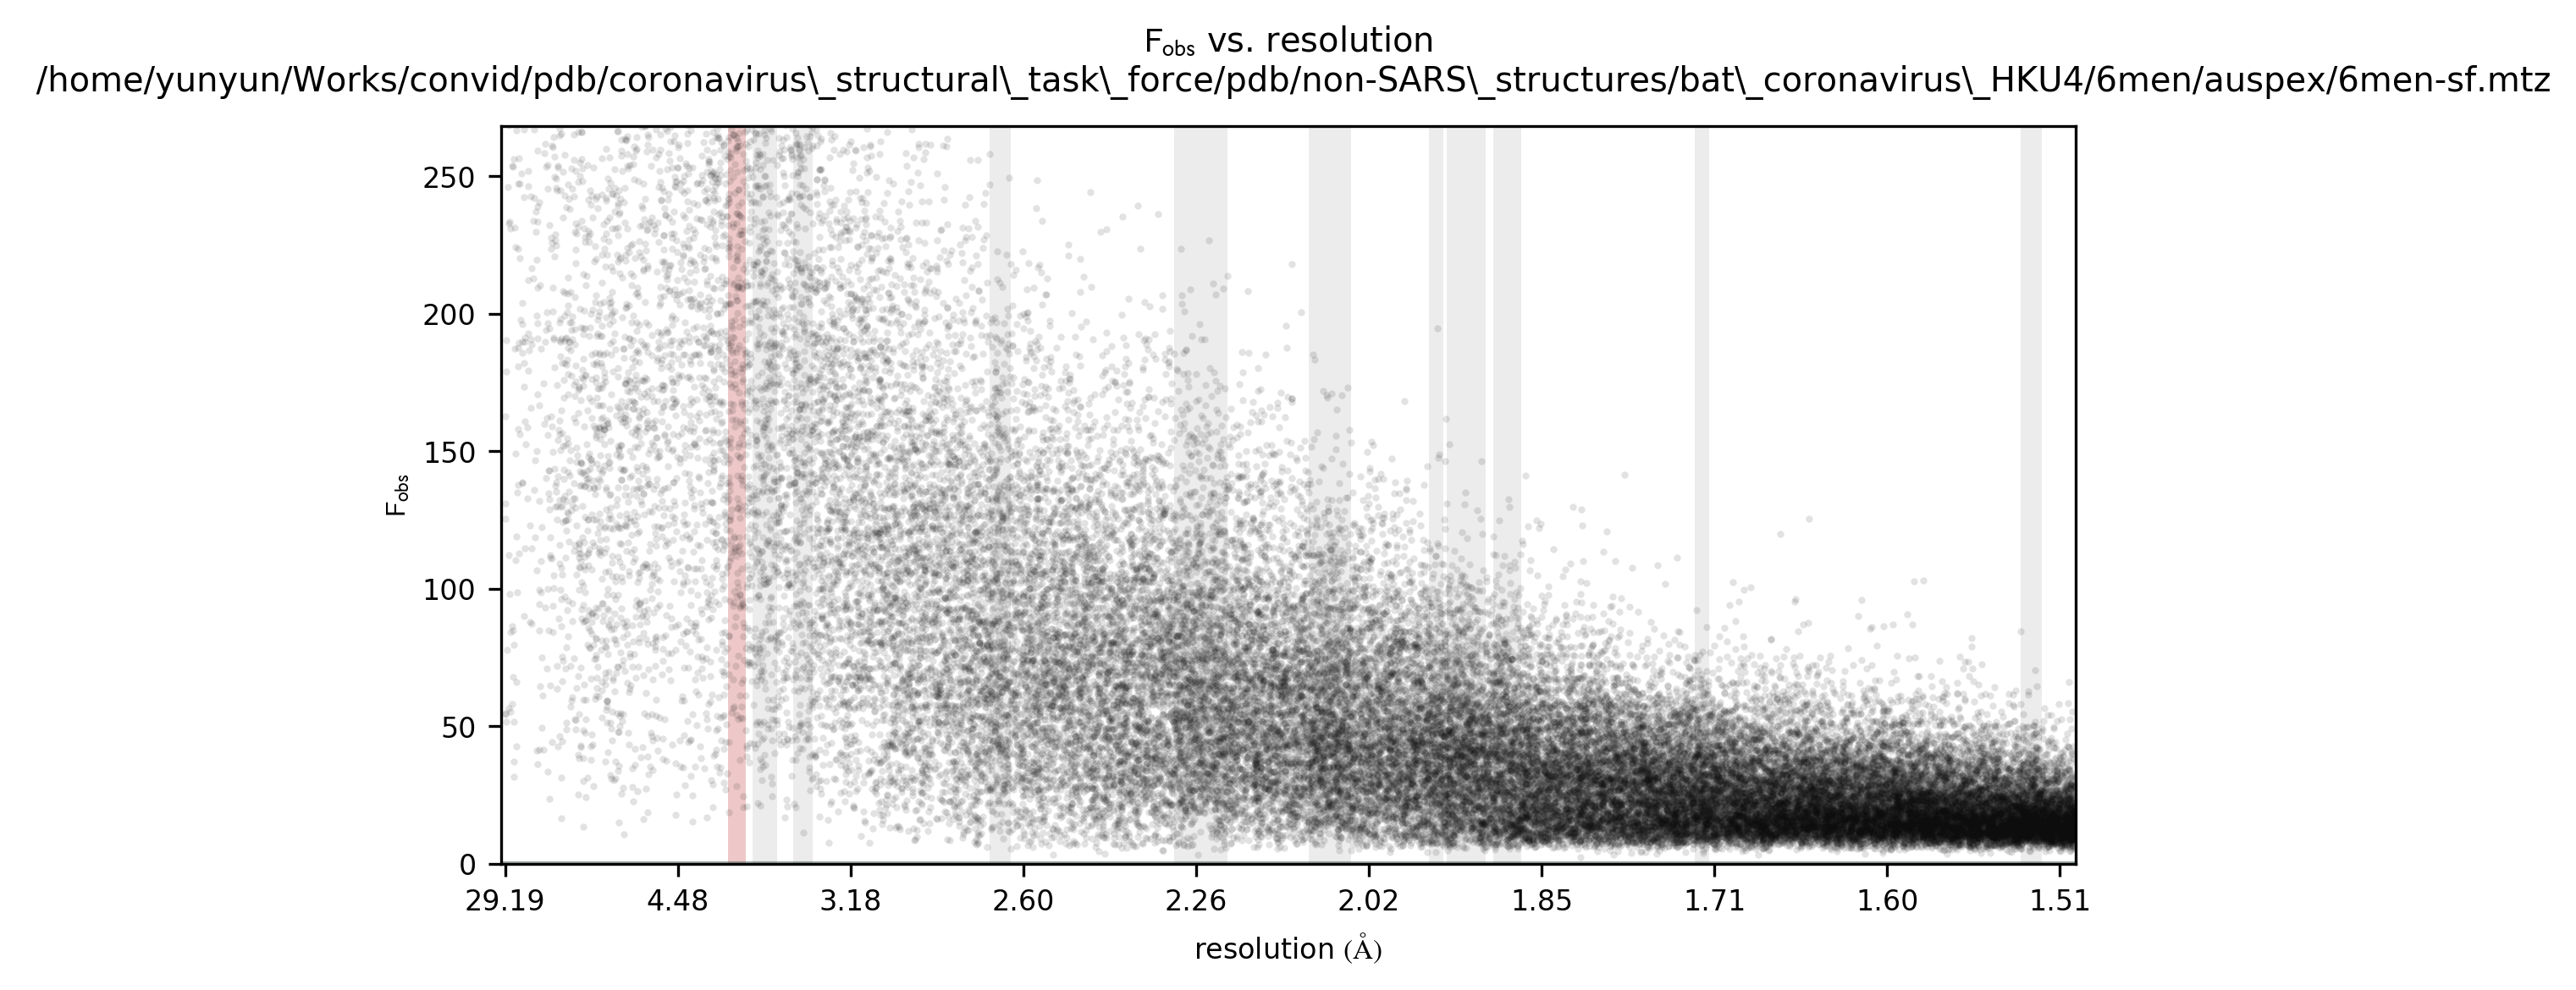 F_obs vs. resolution
/home/yunyun/Works/convid/pdb/coronavirus\_structural\_task\_force/pdb/non-SARS\_structures/bat\_coronavirus\_HKU4/6men/auspex/6men-sf.mtz
250
200
150
100
50
0
F_obs
29.19 4.48 3.18 2.60 2.26 2.02 1.85 1.71 1.60 1.51
resolution (Å)